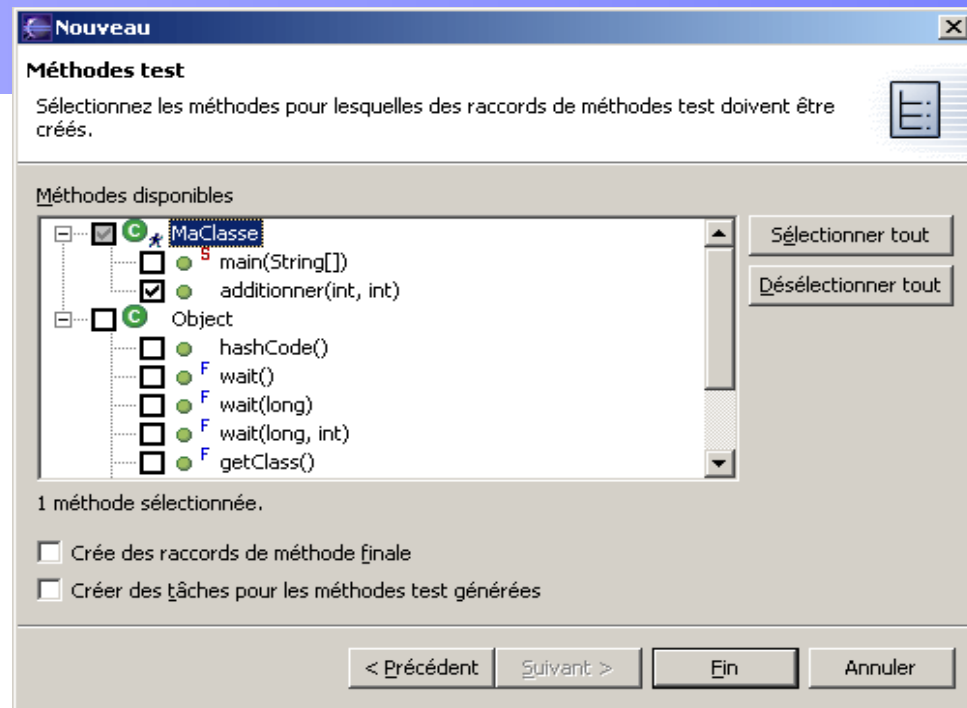 Nouveau
Méthodes test
Sélectionnez les méthodes pour lesquelles des raccords de méthodes test doivent être
créés.
Méthodes disponibles
MaClasse
main(String[])
additionner(int, int)
Object
hashCode()
wait()
wait(long)
wait(long, int)
getClass()
Sélectionner tout
Désélectionner tout
1 méthode sélectionnée.
Crée des raccords de méthode finale
Créer des tâches pour les méthodes test générées
< Précédent
Suivant >
Fin
Annuler